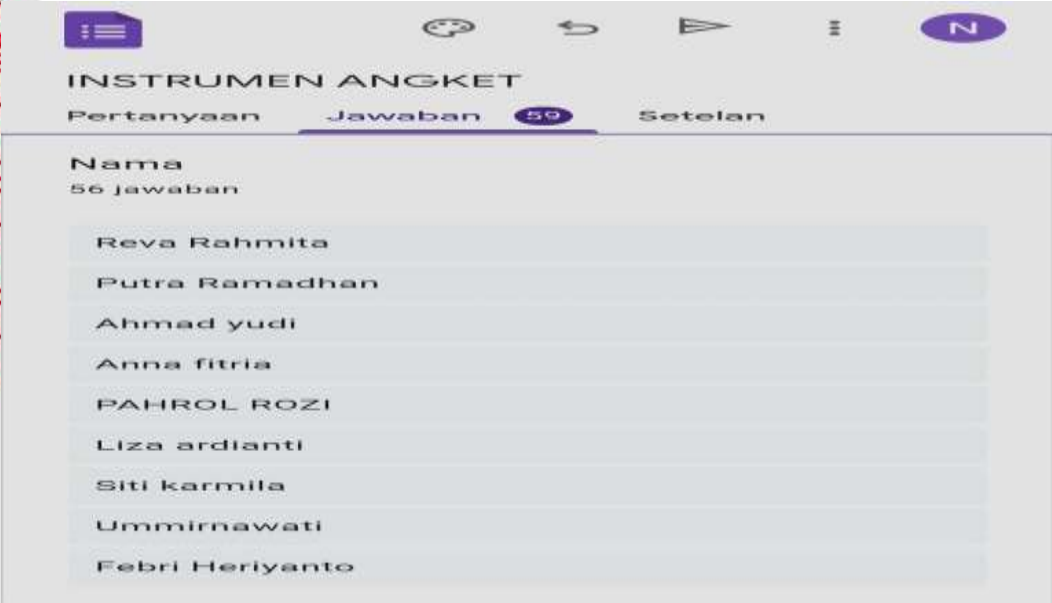 N
INSTRUMEN ANGKET
Pertanyaan Jawaban 59 Setelan
Nama
56 jawaban
Reva Rahmita
Putra Ramadhan
Ahmad yudi
Anna fitria
PAHROL ROZI
Liza ardianti
Siti karmila
Ummirnawati
Febri Heriyanto